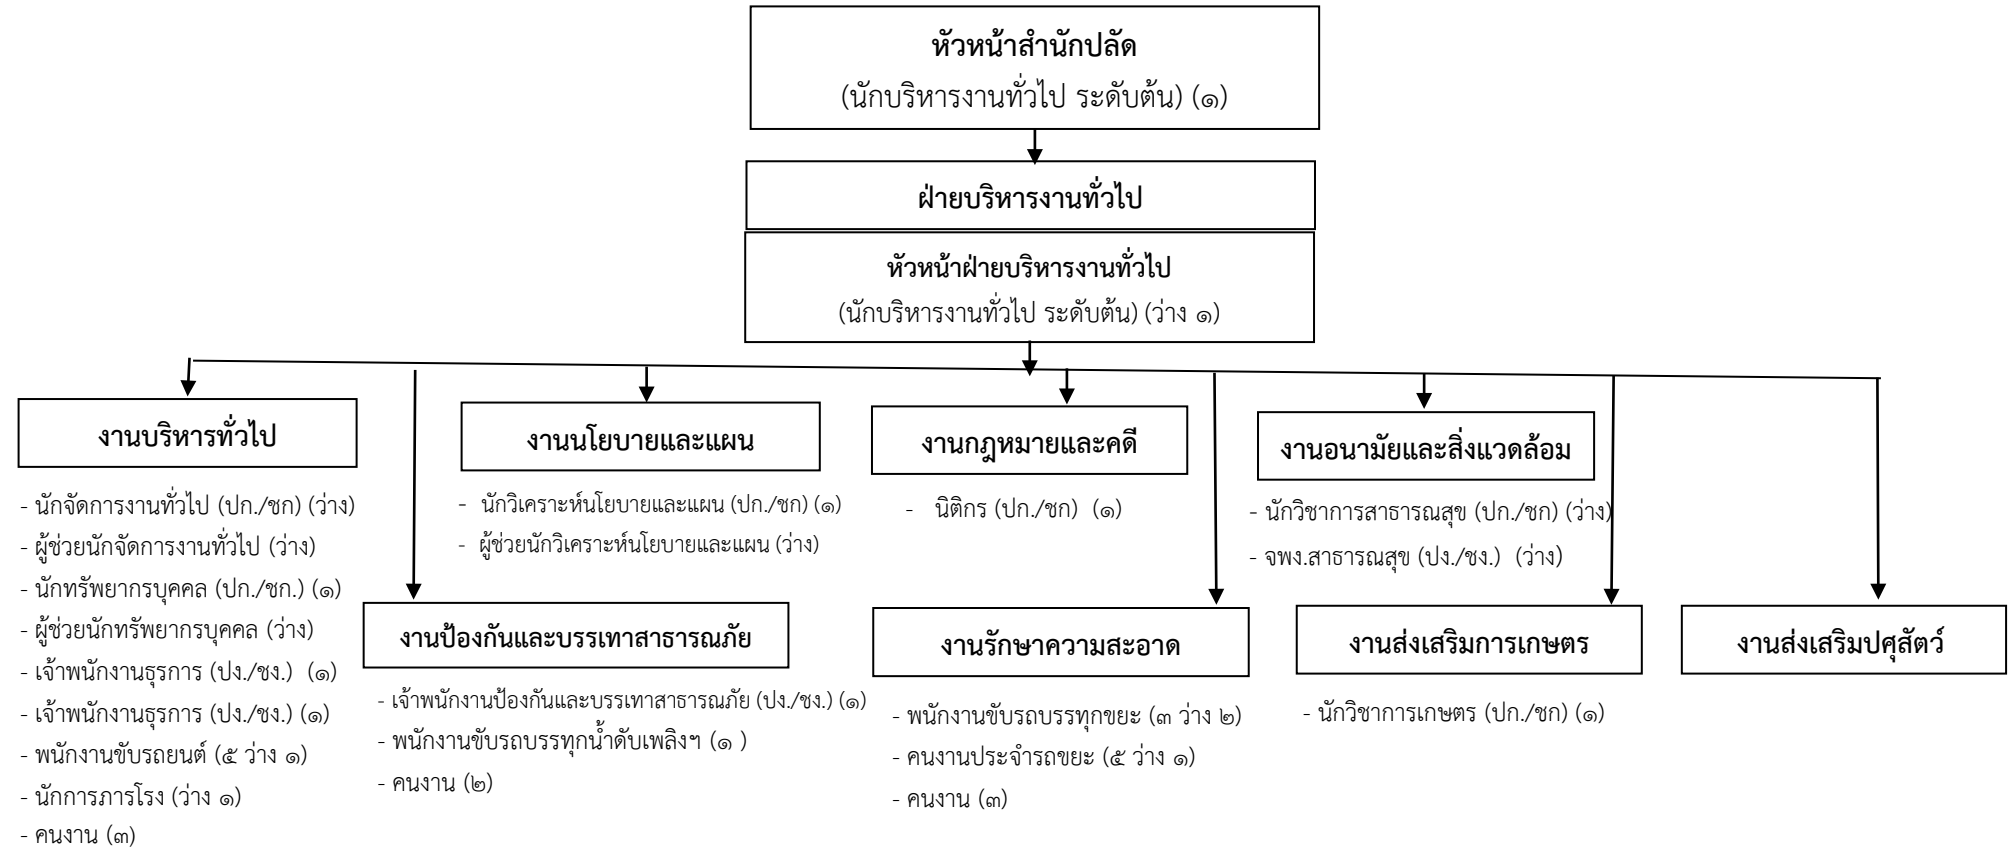 หัวหน้าสำนักปลัด
(นักบริหารงานทั่วไป ระดับต้น) (๑)
ฝ่ายบริหารงานทั่วไป
หัวหน้าฝ่ายบริหารงานทั่วไป
(นักบริหารงานทั่วไป ระดับต้น) (ว่าง ๑)
งานบริหารทั่วไป
- นักจัดการงานทั่วไป (ปก./ชก) (ว่าง)
- ผู้ช่วยนักจัดการงานทั่วไป (ว่าง)
- นักทรัพยากรบุคคล (ปก./ชก.) (๑)
- ผู้ช่วยนักทรัพยากรบุคคล (ว่าง)
- เจ้าพนักงานธุรการ (ปง./ชง.) (๑)
- เจ้าพนักงานธุรการ (ปง./ชง.) (๑)
- พนักงานขับรถยนต์ (๕ ว่าง ๑)
- นักการภารโรง (ว่าง ๑)
- คนงาน (๓)
งานนโยบายและแผน
- นักวิเคราะห์นโยบายและแผน (ปก./ชก) (๑)
- ผู้ช่วยนักวิเคราะห์นโยบายและแผน (ว่าง)
งานกฎหมายและคดี
- นิติกร (ปก./ชก) (๑)
งานอนามัยและสิ่งแวดล้อม
- นักวิชาการสาธารณสุข (ปก./ชก) (ว่าง)
- จพง.สาธารณสุข (ปง./ชง.) (ว่าง)
งานป้องกันและบรรเทาสาธารณภัย
- เจ้าพนักงานป้องกันและบรรเทาสาธารณภัย (ปง./ชง.) (๑)
- พนักงานขับรถบรรทุกน้ำดับเพลิงฯ (๑ )
- คนงาน (๒)
งานรักษาความสะอาด
- พนักงานขับรถบรรทุกขยะ (๓ ว่าง ๒)
- คนงานประจำรถขยะ (๕ ว่าง ๑)
- คนงาน (๓)
งานส่งเสริมการเกษตร
- นักวิชาการเกษตร (ปก./ชก) (๑)
งานส่งเสริมปศุสัตว์